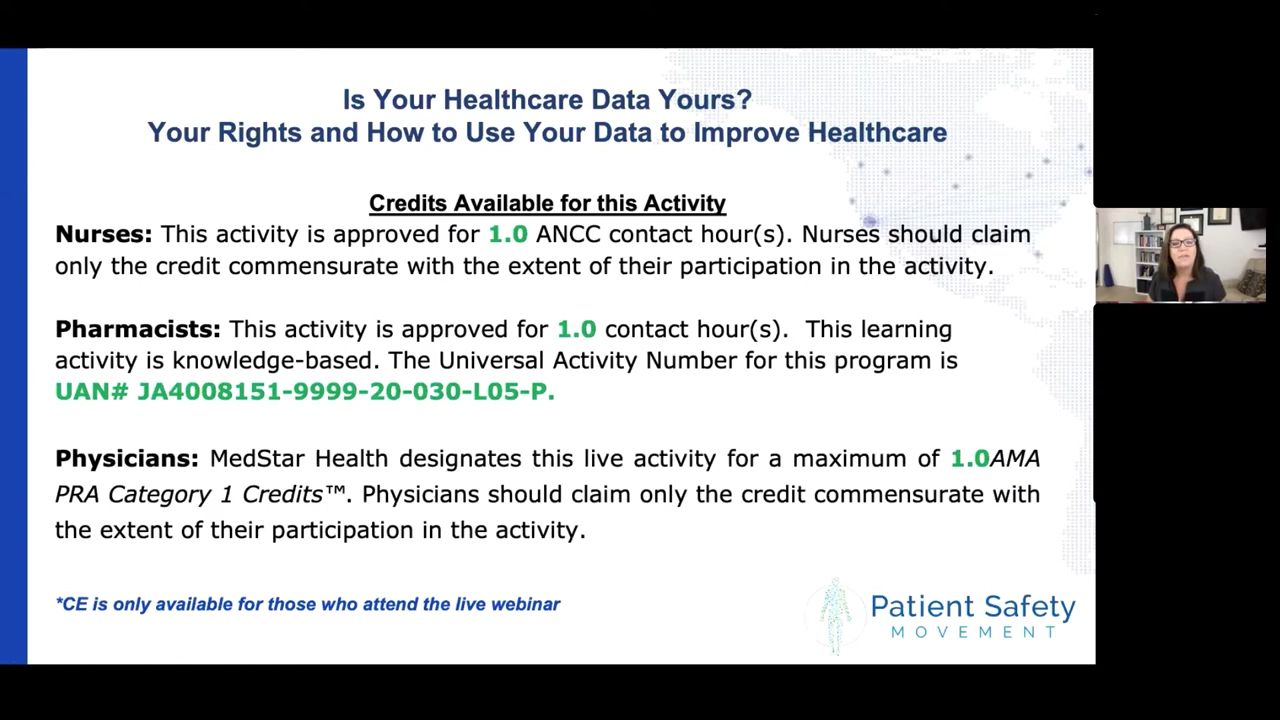 Is Your Healthcare Data Yours?
Your Rights and How to Use Your Data to Improve Healthcare
Credits Available for this Activity
Nurses: This activity is approved for 1.0 ANCC contact hour(s). Nurses should claim
only the credit commensurate with the extent of their participation in the activity.
Pharmacists: This activity is approved for 1.0 contact hour(s). This learning
activity is knowledge-based. The Universal Activity Number for this program is
UAN# JA4008151-9999-20-030-L05-P.
Physicians: MedStar Health designates this live activity for a maximum of 1.0AMA
PRA Category 1 Credits™. Physicians should claim only the credit commensurate with
the extent of their participation in the activity.
*CE is only available for those who attend the live webinar
Patient Safety
MOVEMENT